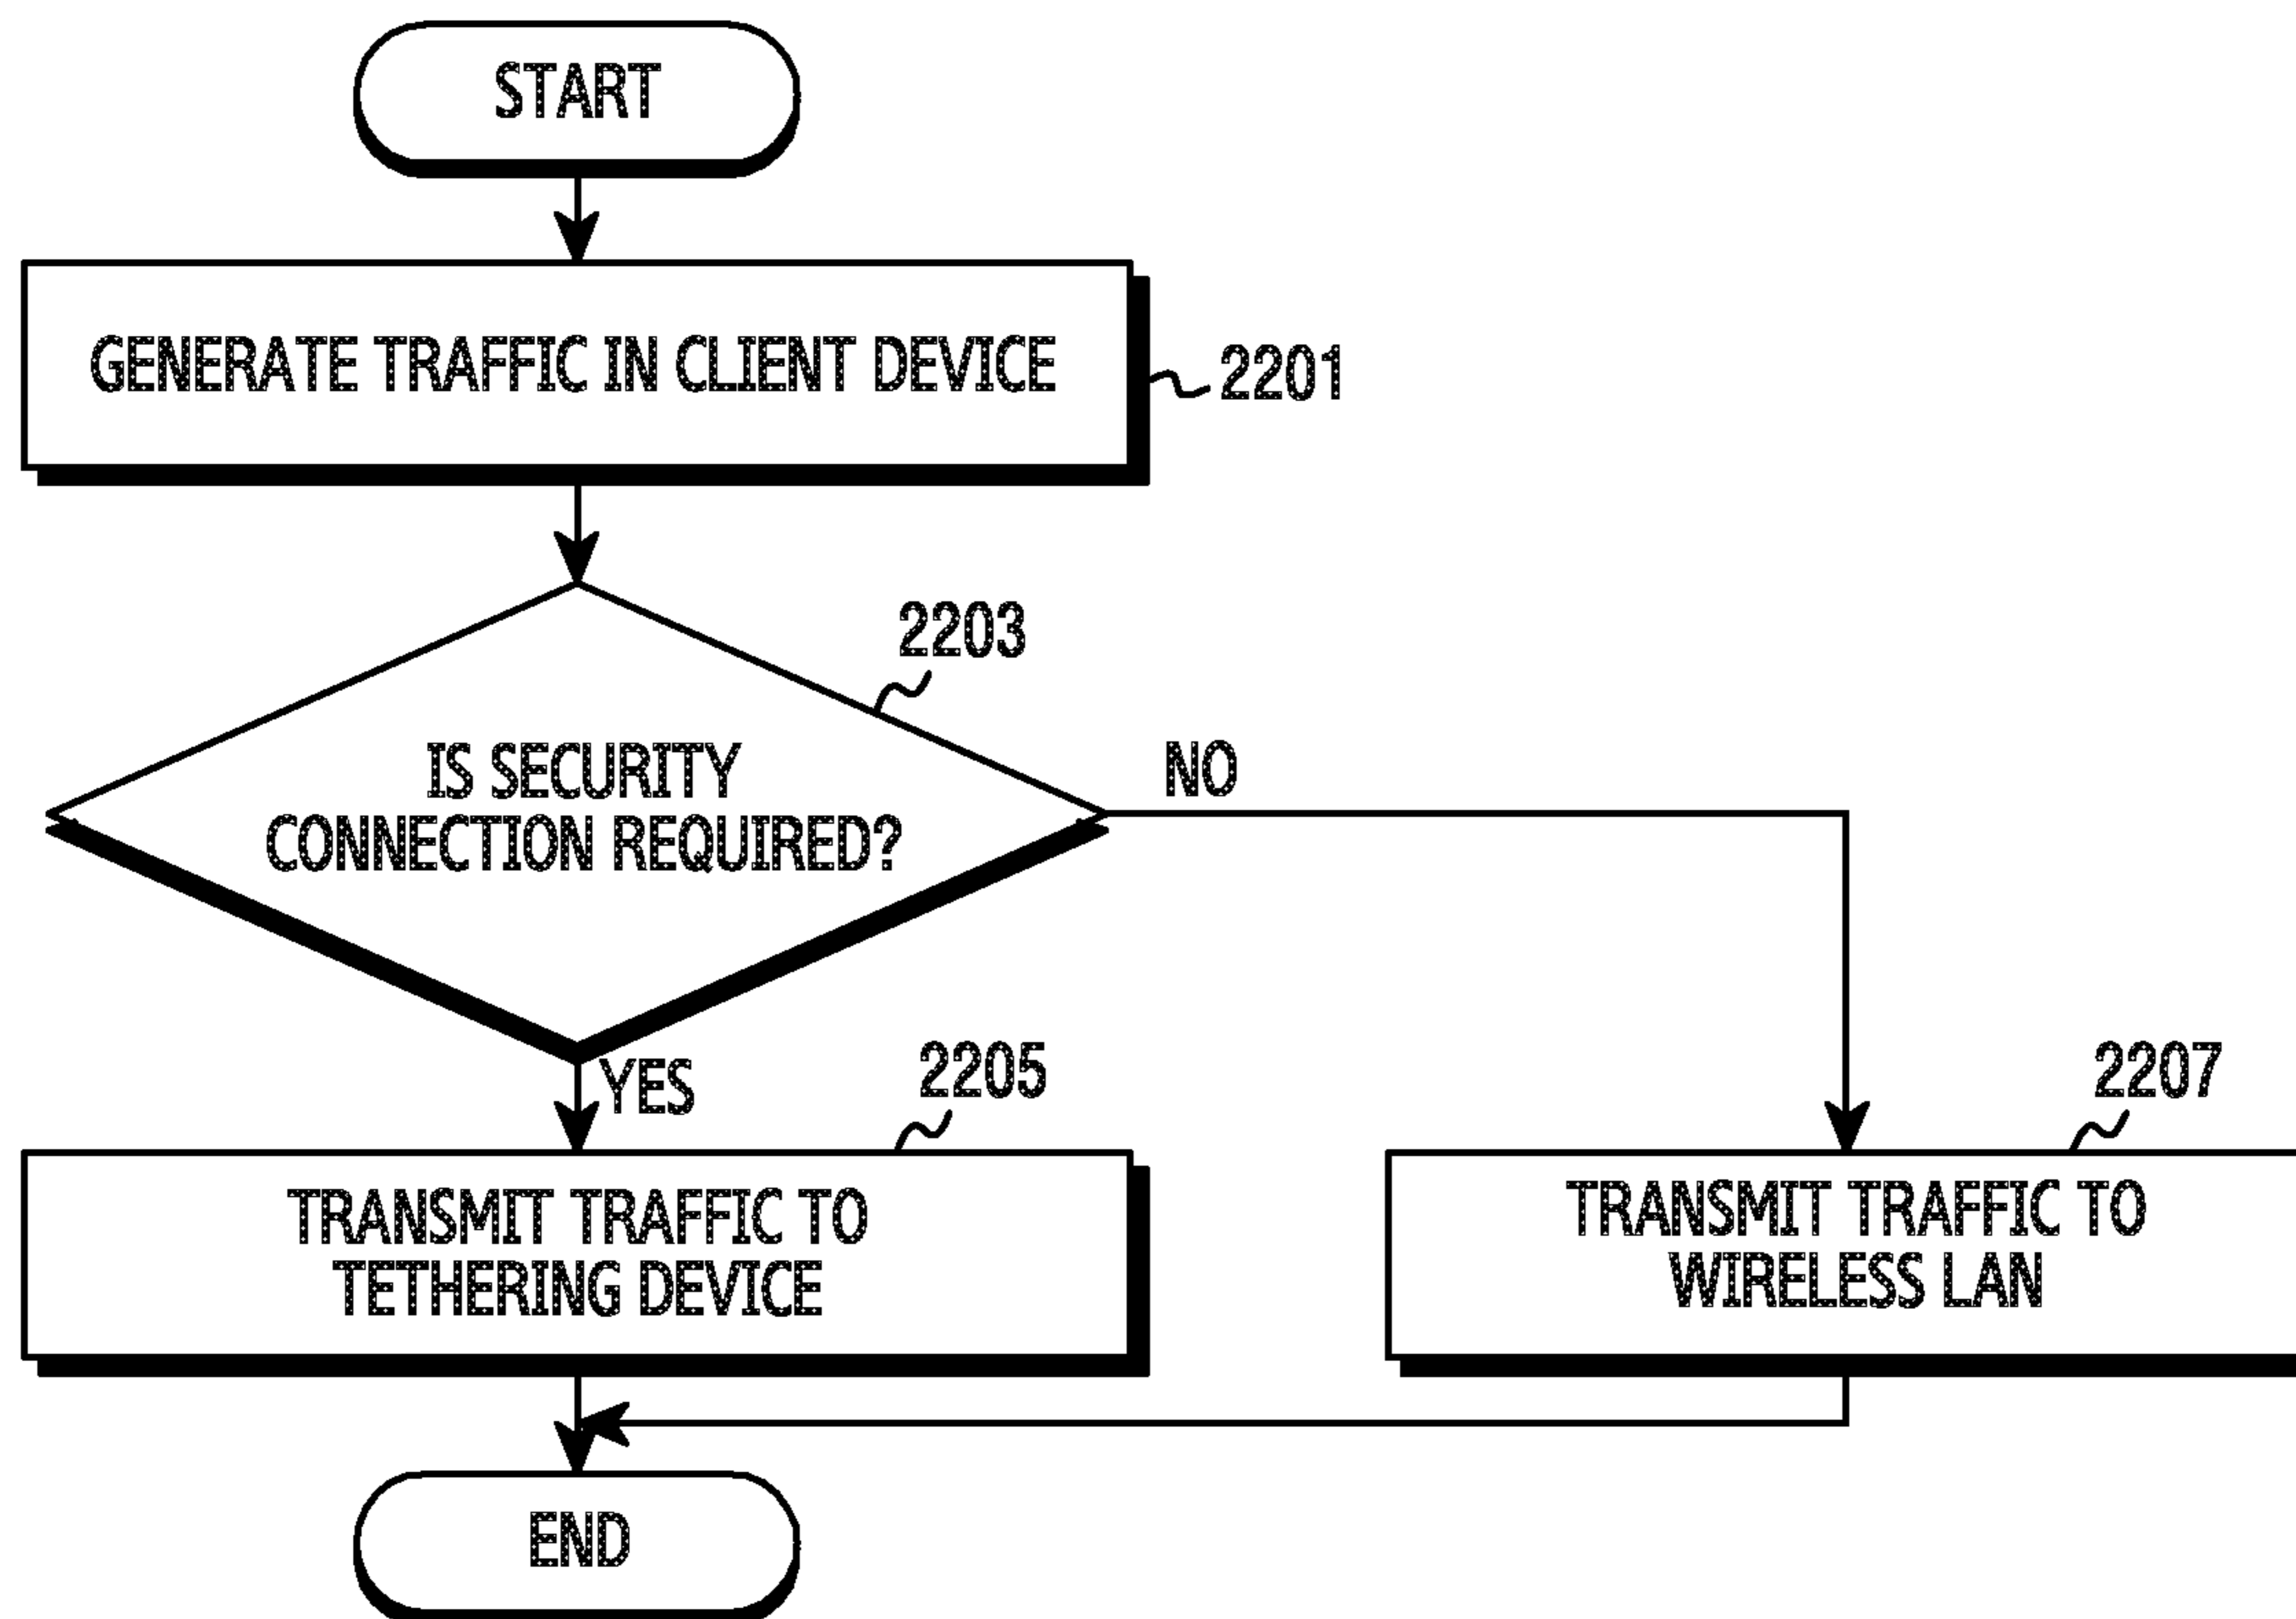 START
GENERATE TRAFFIC IN CLIENT DEVICE
2201
2203
IS SECURITY
CONNECTION REQUIRED?
NO
YES
2205
TRANSMIT TRAFFIC TO
TETHERING DEVICE
2207
TRANSMIT TRAFFIC TO
WIRELESS LAN
END